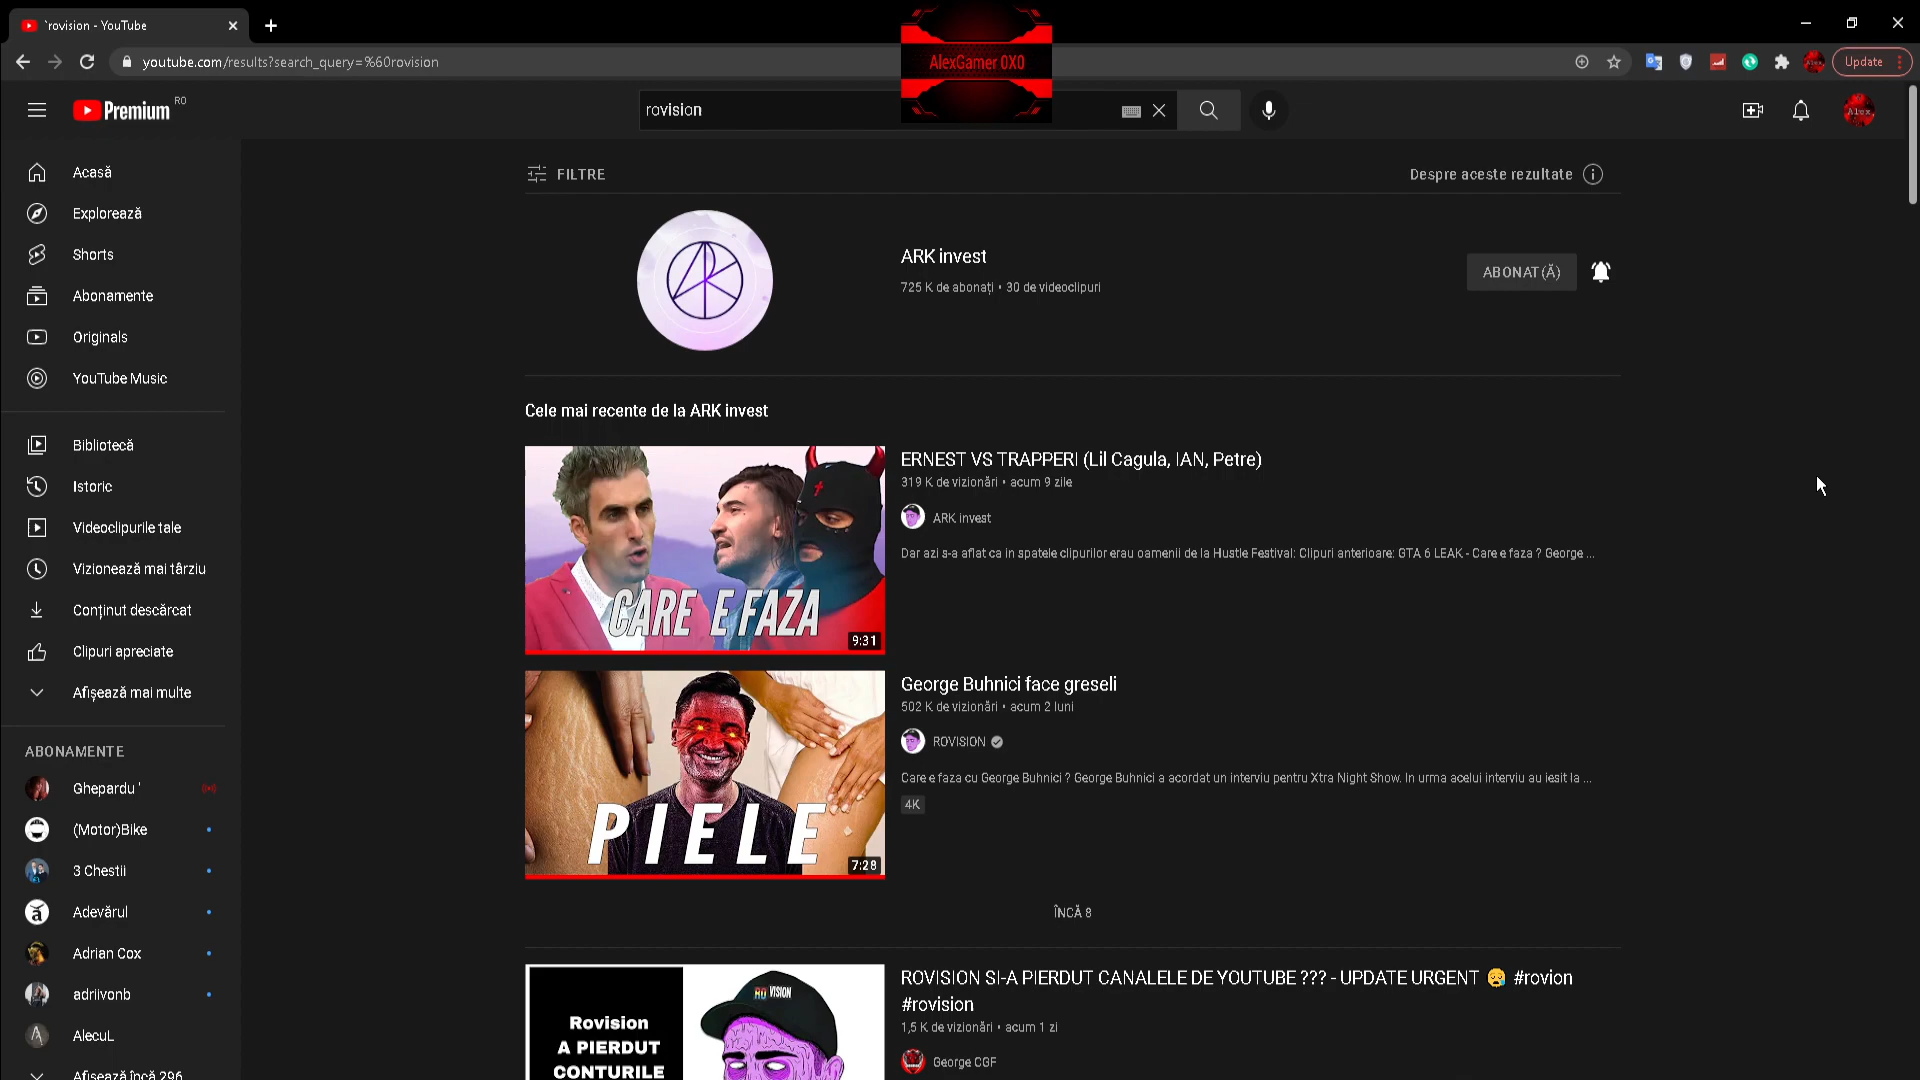 `rovision - YouTube
youtube.com/results?search_query=%60rovision
Update
AlexGamer 0X0
Premium RO
rovision
Alex
Acasă
Explorează
Shorts
Abonamente
Originals
YouTube Music
Bibliotecă
Istoric
Videoclipurile tale
Vizionează mai târziu
Conținut descărcat
Clipuri apreciate
Afișează mai multe
ABONAMENTE
Ghepardu '
(Motor)Bike
3 Chestii
Adevărul
Adrian Cox
adriivonb
AlecuL
Afișează încă 296
FILTRE
Despre aceste rezultate
ARK invest
725 K de abonați • 30 de videoclipuri
ABONAT(Ă)
Cele mai recente de la ARK invest
CARE E FAZA
9:31
ERNEST VS TRAPPERI (Lil Cagula, IAN, Petre)
319 K de vizionări • acum 9 zile
ARK invest
Dar azi s-a aflat ca in spatele clipurilor erau oamenii de la Hustle Festival: Clipuri anterioare: GTA 6 LEAK - Care e faza ? George ...
PIELE
7:28
George Buhnici face greseli
502 K de vizionări • acum 2 luni
ROVISION
Care e faza cu George Buhnici ? George Buhnici a acordat un interviu pentru Xtra Night Show. In urma acelui interviu au iesit la ...
4K
ÎNCĂ 8
Rovision
A PIERDUT
CONTURILE
RO VISION
ROVISION SI-A PIERDUT CANALELE DE YOUTUBE ??? - UPDATE URGENT 😪 #rovion
#rovision
1,5 K de vizionări • acum 1 zi
George CGF